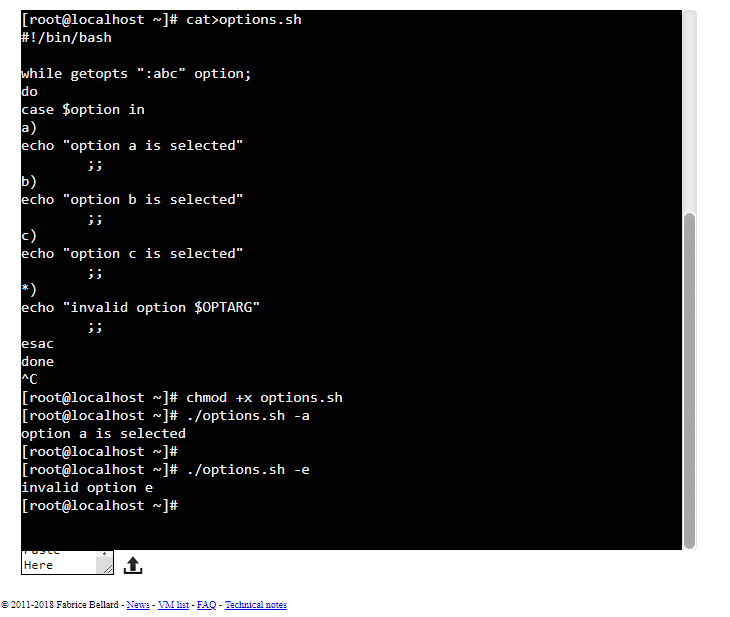 [root@localhost ~]# cat>options.sh
#!/bin/bash
while getopts ":abc" option;
do
case $option in
a)
echo "option a is selected"
;;
b)
echo "option b is selected"
;;
c)
echo "option c is selected"
;;
*)
echo "invalid option $OPTARG"
;;
esac
done
^C
[root@localhost ~]# chmod +x options.sh
[root@localhost ~]# ./options.sh -a
option a is selected
[root@localhost ~]#
[root@localhost ~]# ./options.sh -e
invalid option e
[root@localhost ~]#
Paste
Here
© 2011-2018 Fabrice Bellard - News - VM list - FAQ - Technical notes